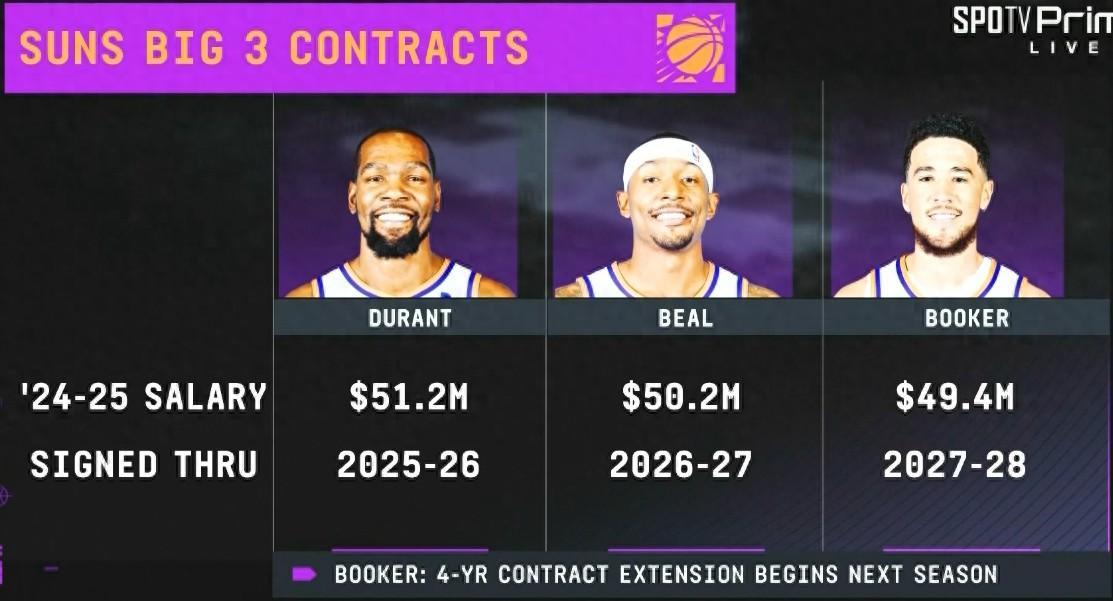 SUNS BIG 3 CONTRACTS
SPOTV Prim
LIVE
DURANT BEAL BOOKER
'24-25 SALARY $51.2M $50.2M $49.4M
SIGNED THRU 2025-26 2026-27 2027-28
BOOKER: 4-YR CONTRACT EXTENSION BEGINS NEXT SEASON